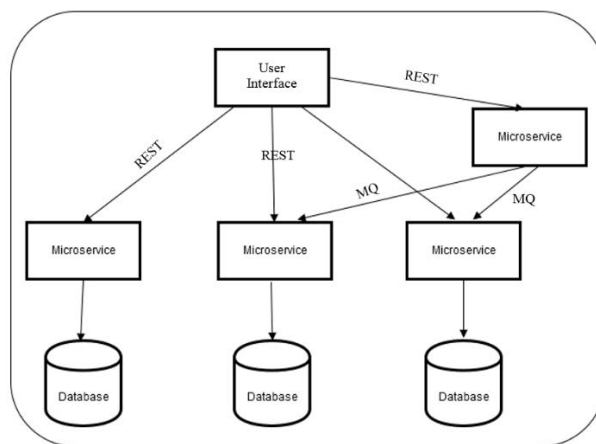 User
Interface
REST
Microservice
REST
REST
MQ
MQ
Microservice
Microservice
Microservice
Database
Database
Database